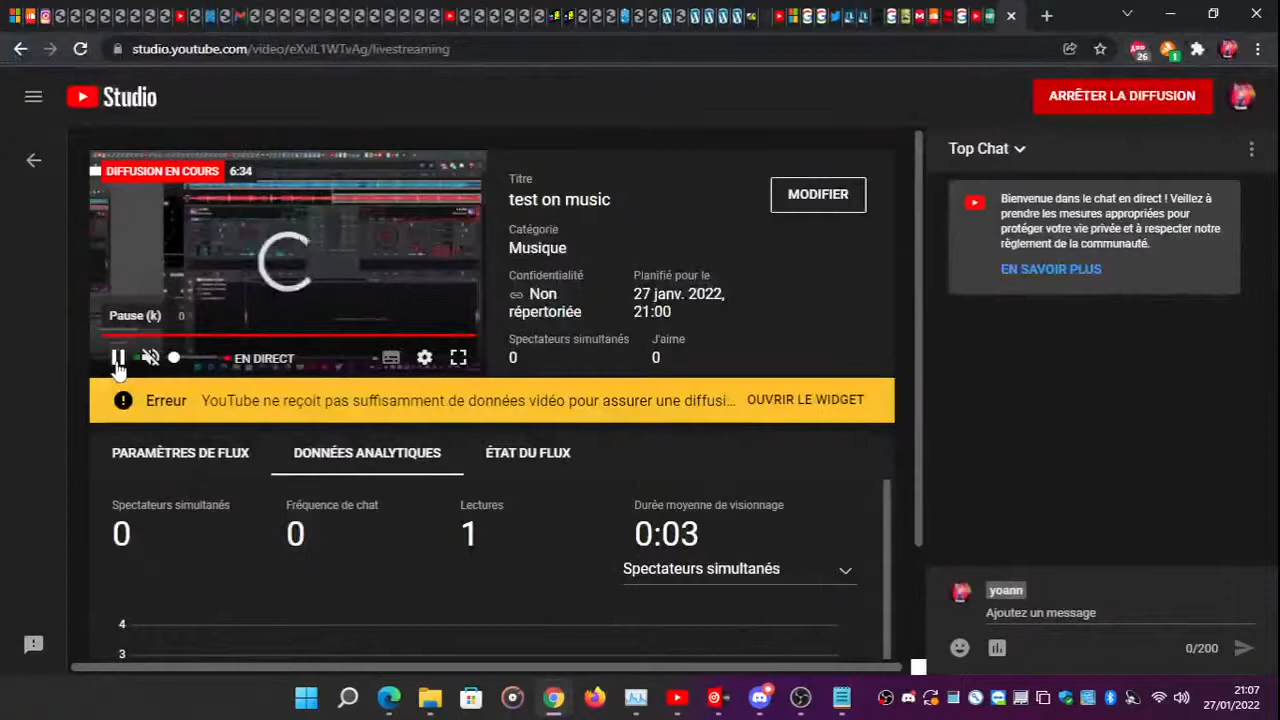 studio.youtube.com/video/eXvIL1WTvAg/livestreaming
26
1
Studio
ARRÊTER LA DIFFUSION
DIFFUSION EN COURS 6:34
Pause (k) 0
EN DIRECT
Titre
test on music
MODIFIER
Catégorie
Musique
Confidentialité
Non
répertoriée
Planifié pour le
27 janv. 2022,
21:00
Spectateurs simultanés
0
J'aime
0
Erreur YouTube ne reçoit pas suffisamment de données vidéo pour assurer une diffusi... OUVRIR LE WIDGET
PARAMÈTRES DE FLUX DONNÉES ANALYTIQUES ÉTAT DU FLUX
Spectateurs simultanés
0
Fréquence de chat
0
Lectures
1
Durée moyenne de visionnage
0:03
Spectateurs simultanés
4
3
Top Chat
Bienvenue dans le chat en direct ! Veillez à
prendre les mesures appropriées pour
protéger votre vie privée et à respecter notre
règlement de la communauté.
EN SAVOIR PLUS
yoann
Ajoutez un message
0/200
21:07
27/01/2022